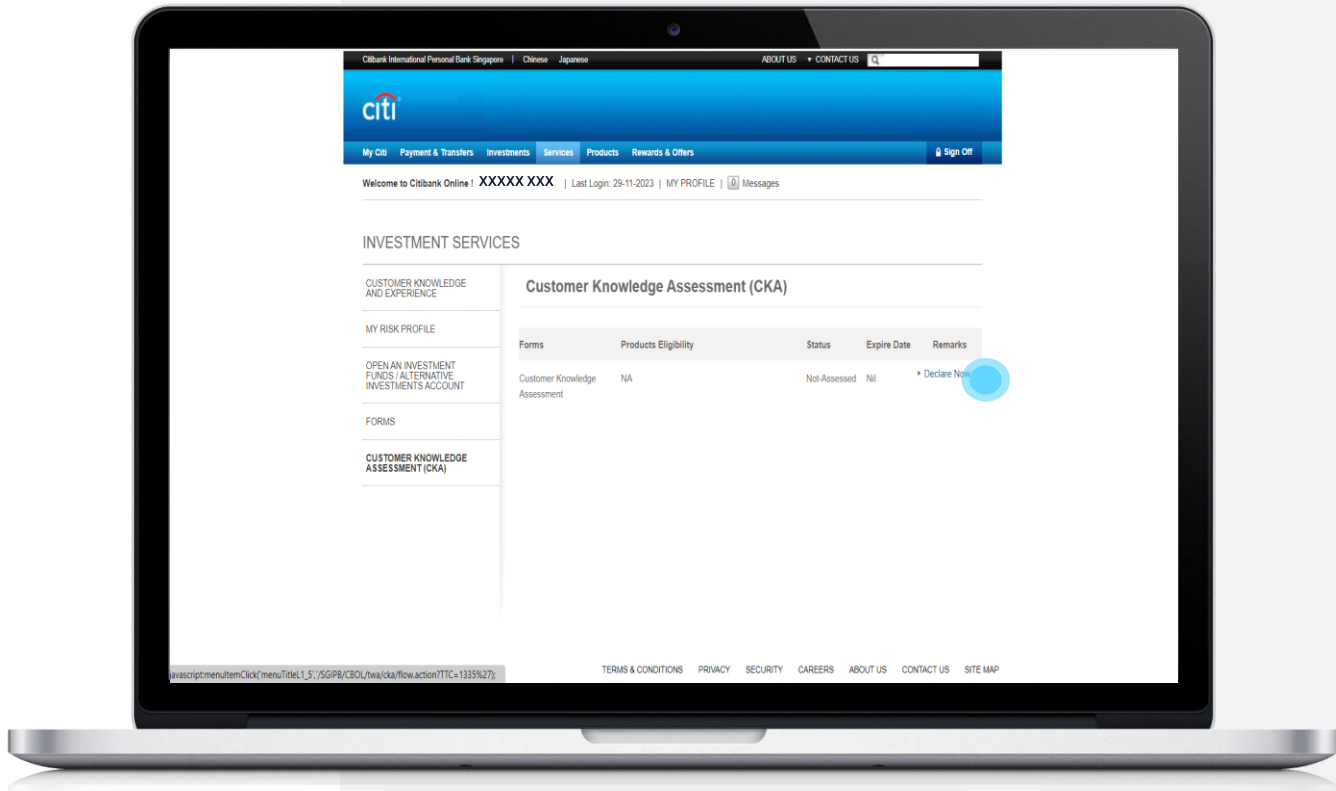 Citibank International Personal Bank Singapore | Chinese Japanese ABOUT US ▾ CONTACT US
citi
My Citi Payment & Transfers Investments Services Products Rewards & Offers Sign Off
Welcome to Citibank Online ! XXXXX XXX | Last Login: 29-11-2023 | MY PROFILE | 0 Messages
INVESTMENT SERVICES
CUSTOMER KNOWLEDGE
AND EXPERIENCE
MY RISK PROFILE
OPEN AN INVESTMENT
FUNDS / ALTERNATIVE
INVESTMENTS ACCOUNT
FORMS
CUSTOMER KNOWLEDGE
ASSESSMENT (CKA)
Customer Knowledge Assessment (CKA)
Forms Products Eligibility Status Expire Date Remarks
Customer Knowledge NA Not-Assessed Nil Declare Now
Assessment
javascript:menuItemClick('menuTitleL1_5','/SGIPB/CBOL/twa/cka/flow.action?TTC=1335%27);
TERMS & CONDITIONS PRIVACY SECURITY CAREERS ABOUT US CONTACT US SITE MAP